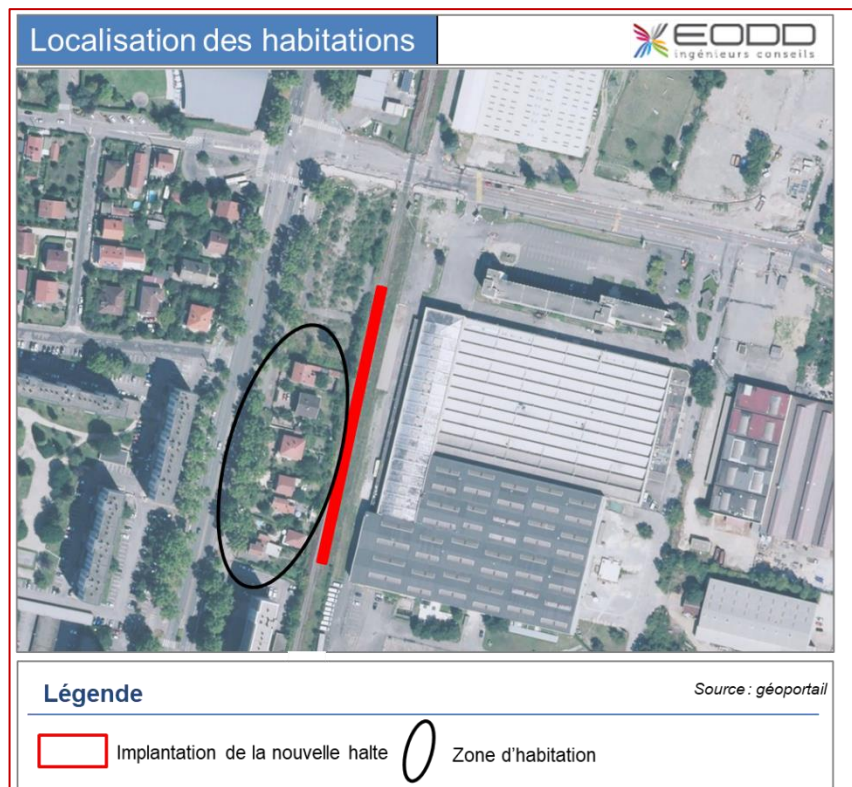 Localisation des habitations
EODD
ingénieurs conseils
Légende
Source : géoportail
Implantation de la nouvelle halte
Zone d'habitation